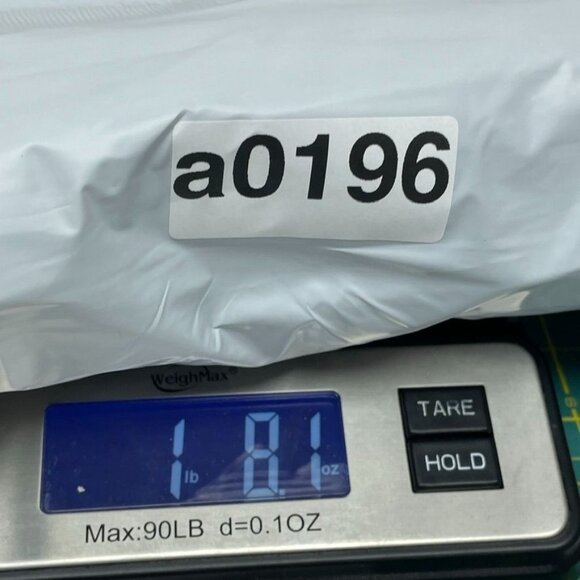 a0196
WeighMax®
TARE
1 lb 8.1 oz
HOLD
Max:90LB d=0.1OZ